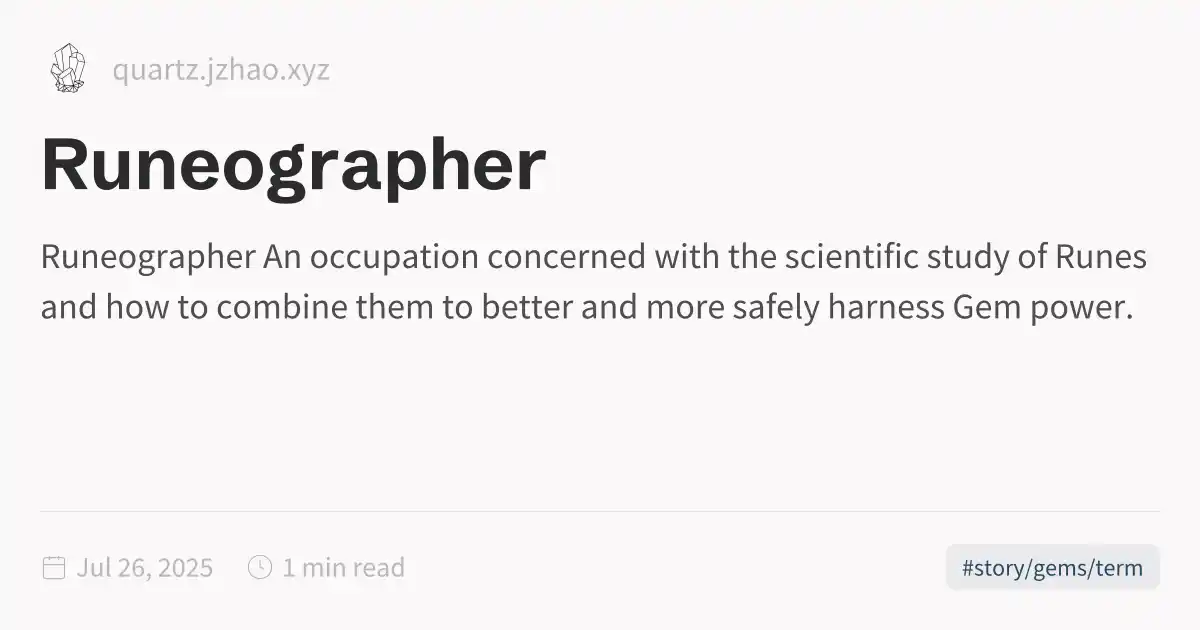 quartz.jzhao.xyz
Runeographer
Runeographer An occupation concerned with the scientific study of Runes
and how to combine them to better and more safely harness Gem power.
Jul 26, 2025
1 min read
#story/gems/term